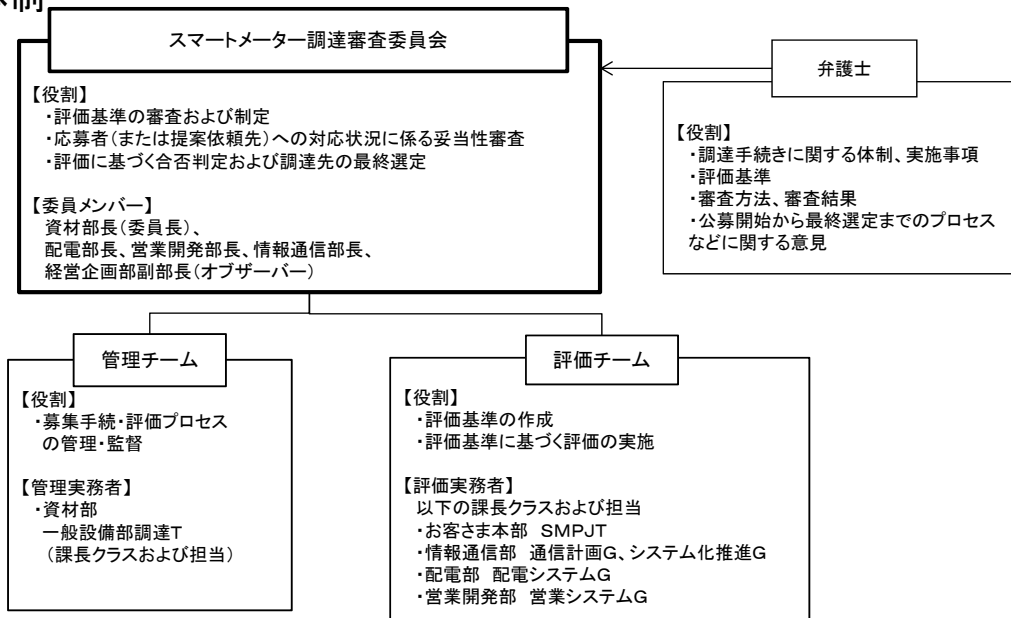 制
スマートメーター調達審査委員会
【役割】
・評価基準の審査および制定
・応募者(または提案依頼先)への対応状況に係る妥当性審査
・評価に基づく合否判定および調達先の最終選定
【委員メンバー】
資材部長(委員長)、
配電部長、営業開発部長、情報通信部長、
経営企画部副部長(オブザーバー)
弁護士
【役割】
・調達手続きに関する体制、実施事項
・評価基準
・審査方法、審査結果
・公募開始から最終選定までのプロセス
などに関する意見
管理チーム
【役割】
・募集手続・評価プロセス
の管理・監督
【管理実務者】
・資材部
一般設備部調達T
(課長クラスおよび担当)
評価チーム
【役割】
・評価基準の作成
・評価基準に基づく評価の実施
【評価実務者】
以下の課長クラスおよび担当
・お客さま本部 SMPJT
・情報通信部 通信計画G、システム化推進G
・配電部 配電システムG
・営業開発部 営業システムG